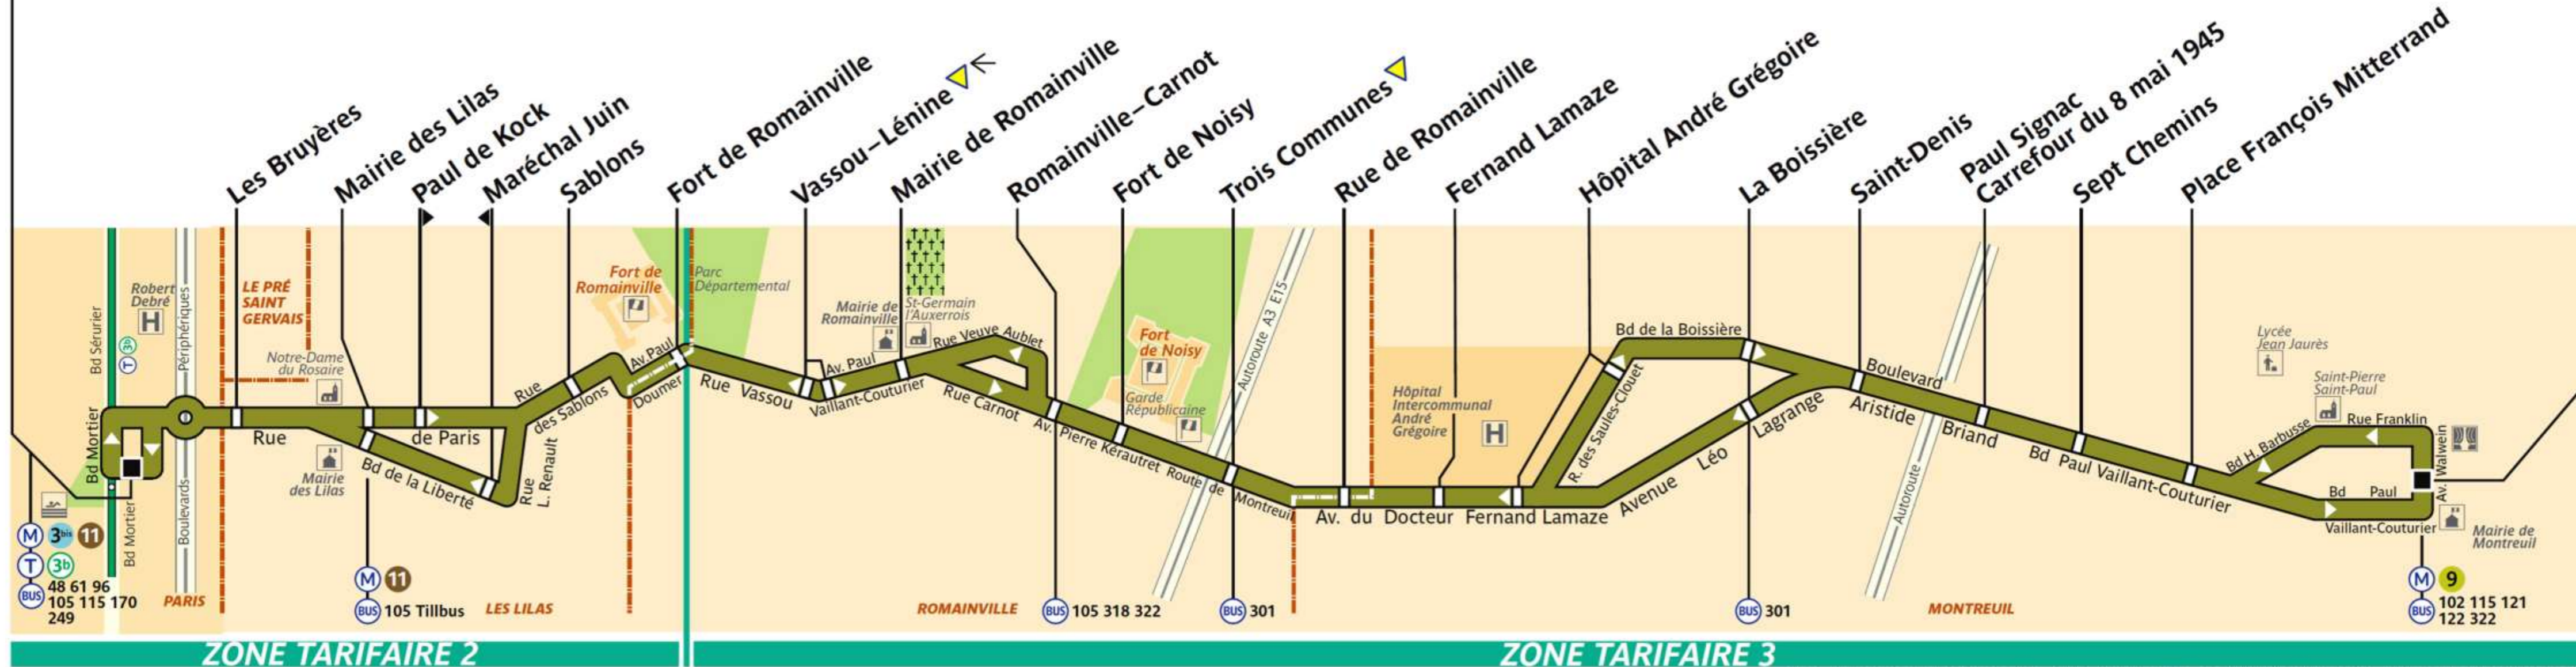 Les Bruyères
Mairie des Lilas
Paul de Kock
Maréchal Juin
Sablons
Fort de Romainville
Vassou–Lénine
Mairie de Romainville
Romainville–Carnot
Fort de Noisy
Trois Communes
Rue de Romainville
Fernand Lamaze
Hôpital André Grégoire
La Boissière
Saint-Denis
Paul Signac
Carrefour du 8 mai 1945
Sept Chemins
Place François Mitterrand
Bd Sérurier
Robert
Debré
H
T 3b
Périphériques
Boulevards
Bd Mortier
Bd Mortier
LE PRÉ
SAINT
GERVAIS
Notre-Dame
du Rosaire
Mairie
des Lilas
Rue
de Paris
Bd de la Liberté
Rue
L. Renault
Rue
des Sablons
Fort de
Romainville
Av. Paul
Doumer
Parc
Départemental
Rue Vassou
Mairie de
Romainville
St-Germain
l'Auxerrois
Av. Paul
Vaillant-Couturier
Rue Veuve Aublet
Rue Carnot
Fort
de Noisy
Garde
Républicaine
Av. Pierre Kérautret
Route de Montreuil
Autoroute A3 E15
Av. du Docteur Fernand Lamaze
Hôpital
Intercommunal
André
Grégoire
H
R. des Saules-Clouet
Bd de la Boissière
Avenue Léo Lagrange
Boulevard
Aristide Briand
Autoroute
Bd Paul Vaillant-Couturier
Lycée
Jean Jaurès
Saint-Pierre
Saint-Paul
Bd H. Barbusse
Rue Franklin
Av. Walwein
Bd Paul
Vaillant-Couturier
Mairie de
Montreuil
M 3bis 11
T 3b
BUS 48 61 96
105 115 170
249
PARIS
M 11
BUS 105 Tillbus
LES LILAS
ROMAINVILLE
BUS 105 318 322
BUS 301
BUS 301
MONTREUIL
M 9
BUS 102 115 121
122 322
ZONE TARIFAIRE 2
ZONE TARIFAIRE 3